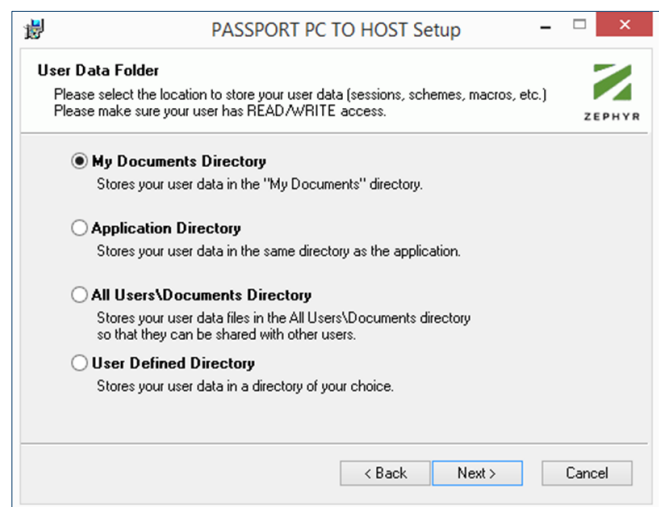 PASSPORT PC TO HOST Setup
User Data Folder
Please select the location to store your user data (sessions, schemes, macros, etc.)
Please make sure your user has READ/WRITE access.
ZEPHYR
My Documents Directory
Stores your user data in the "My Documents" directory.
Application Directory
Stores your user data in the same directory as the application.
All Users\Documents Directory
Stores your user data files in the All Users\Documents directory
so that they can be shared with other users.
User Defined Directory
Stores your user data in a directory of your choice.
< Back Next > Cancel